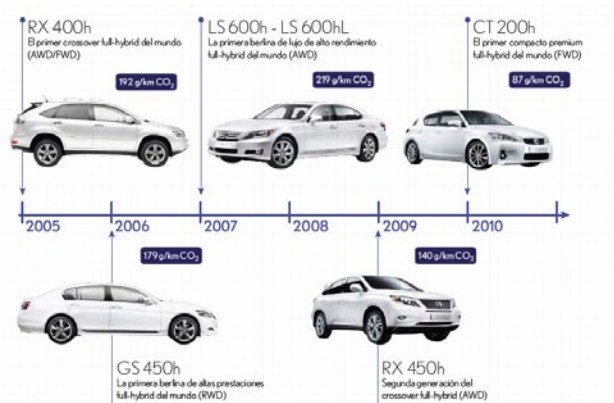 RX 400h
El primer crossover full-hybrid del mundo
(AWD/FWD)
192 g/km CO₂
LS 600h - LS 600hL
La primera berlina de lujo de alto rendimiento
full-hybrid del mundo (AWD)
219 g/km CO₂
CT 200h
El primer compacto premium
full-hybrid del mundo (FWD)
87 g/km CO₂
2005
2006
2007
2008
2009
2010
179 g/km CO₂
GS 450h
La primera berlina de altas prestaciones
full-hybrid del mundo (RWD)
140 g/km CO₂
RX 450h
Segunda generación del
crossover full-hybrid (AWD)